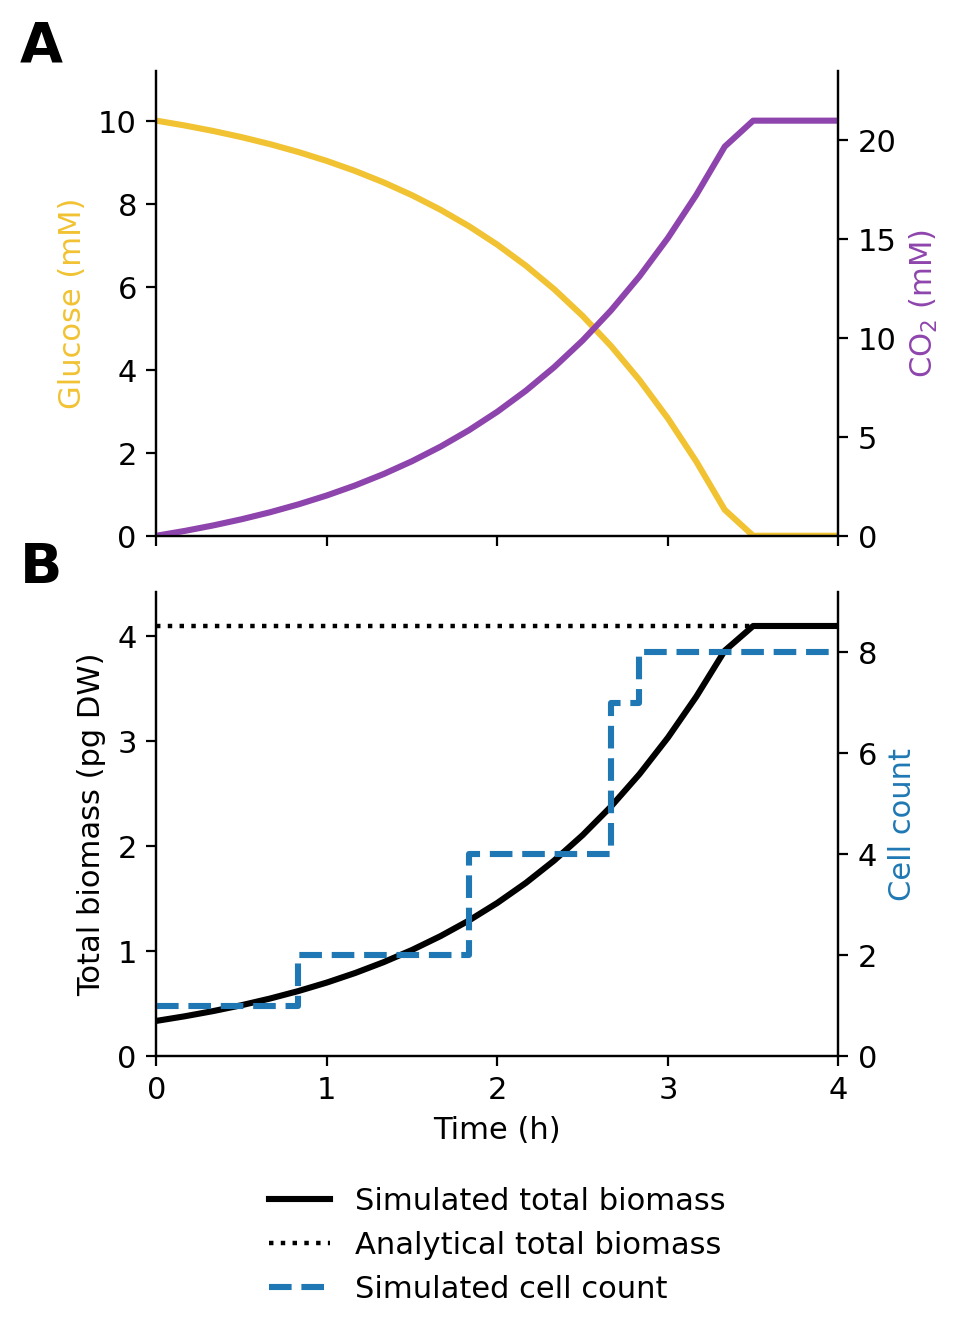 A
10
8
6
4
2
0
Glucose (mM)
20
15
10
5
0
CO₂ (mM)
B
4
3
2
1
0
Total biomass (pg DW)
8
6
4
2
0
Cell count
0 1 2 3 4
Time (h)
Simulated total biomass
Analytical total biomass
Simulated cell count